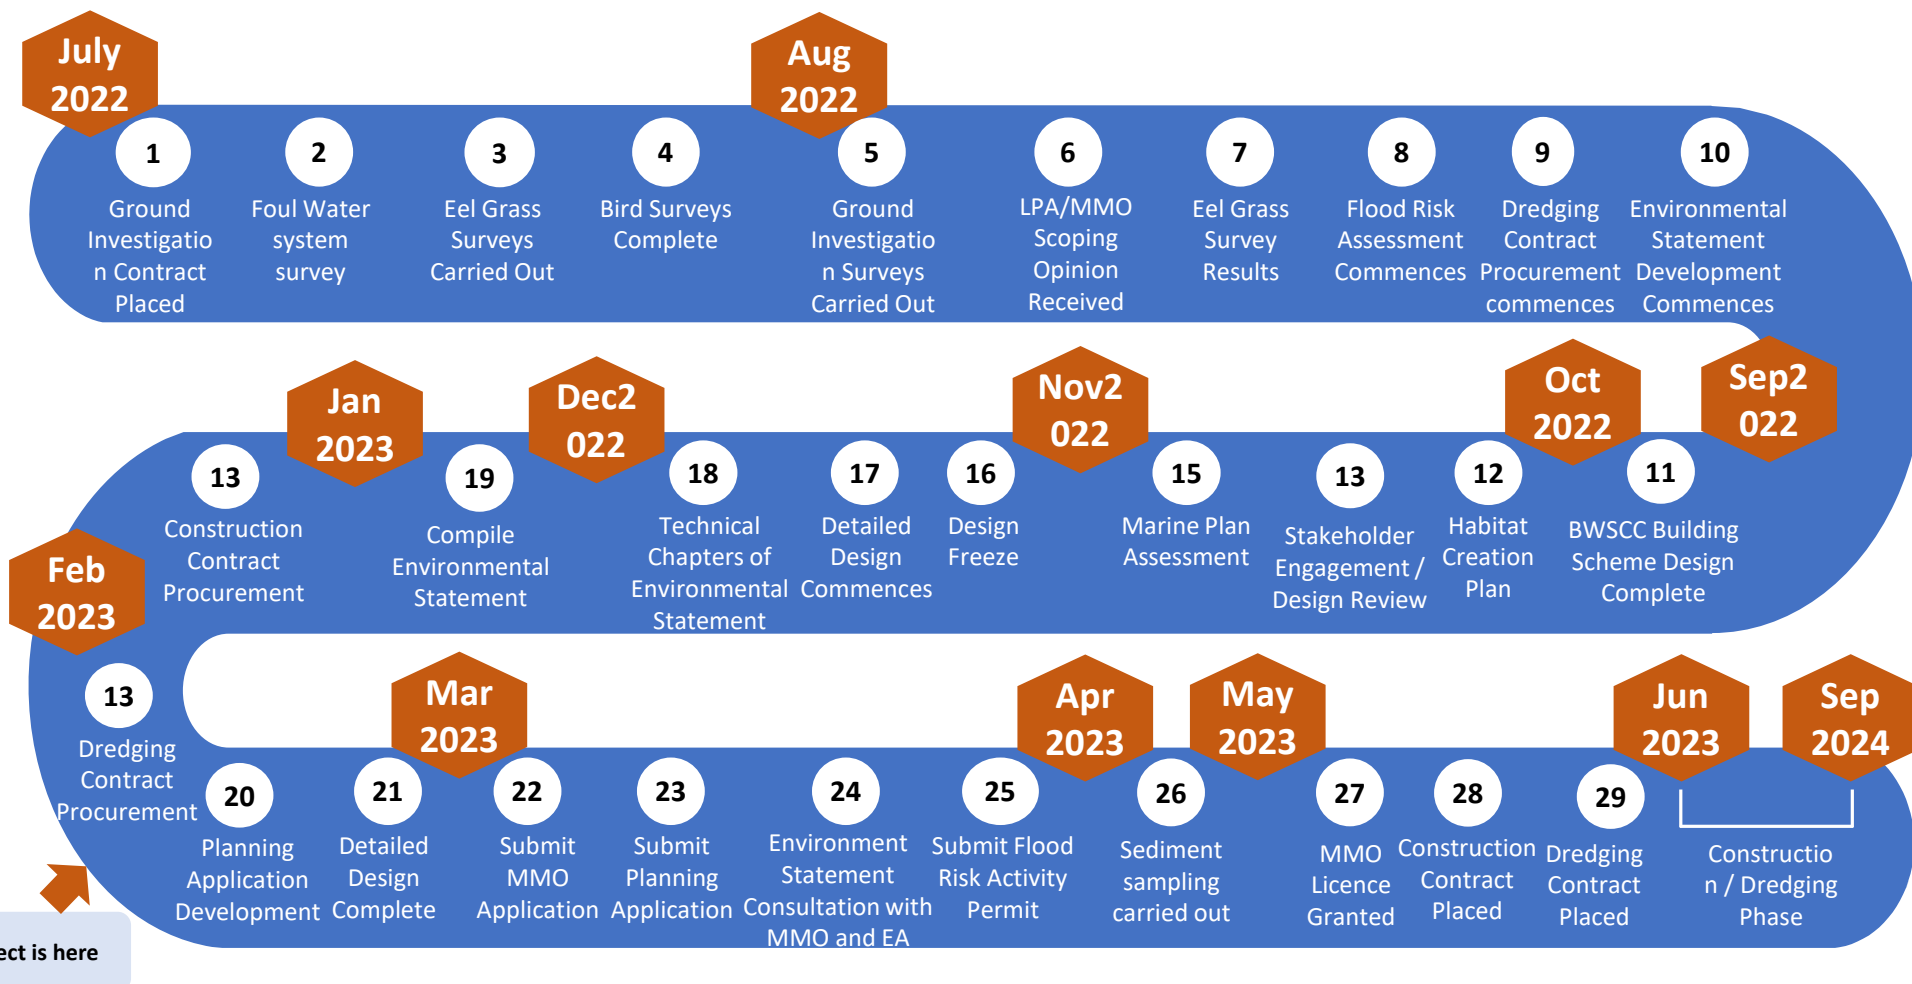 July
2022
Aug
2022
1
Ground
Investigatio
n Contract
Placed
2
Foul Water
system
survey
3
Eel Grass
Surveys
Carried Out
4
Bird Surveys
Complete
5
Ground
Investigatio
n Surveys
Carried Out
6
LPA/MMO
Scoping
Opinion
Received
7
Eel Grass
Survey
Results
8
Flood Risk
Assessment
Commences
9
Dredging
Contract
Procurement
commences
10
Environmental
Statement
Development
Commences
Sep2
022
Oct
2022
11
BWSCC Building
Scheme Design
Complete
12
Habitat
Creation
Plan
13
Stakeholder
Engagement /
Design Review
15
Marine Plan
Assessment
Nov2
022
16
Design
Freeze
17
Detailed
Design
Commences
18
Technical
Chapters of
Environmental
Statement
Dec2
022
19
Compile
Environmental
Statement
Jan
2023
13
Construction
Contract
Procurement
Feb
2023
13
Dredging
Contract
Procurement
20
Planning
Application
Development
21
Detailed
Design
Complete
Mar
2023
22
Submit
MMO
Application
23
Submit
Planning
Application
24
Environment
Statement
Consultation with
MMO and EA
25
Submit Flood
Risk Activity
Permit
Apr
2023
26
Sediment
sampling
carried out
May
2023
27
MMO
Licence
Granted
28
Construction
Contract
Placed
29
Dredging
Contract
Placed
Jun
2023
Sep
2024
Constructio
n / Dredging
Phase
ect is here